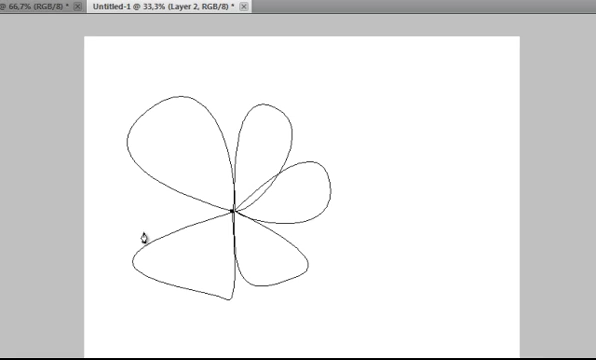 @ 66,7% (RGB/8) *
Untitled-1 @ 33,3% (Layer 2, RGB/8) *